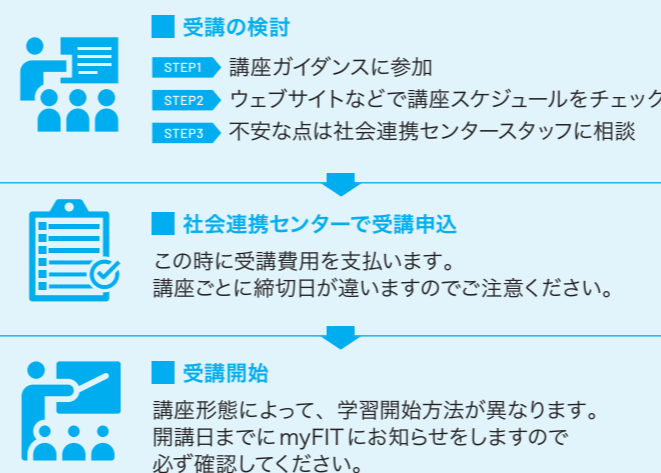 受講の検討
STEP1 講座ガイダンスに参加
STEP2 ウェブサイトなどで講座スケジュールをチェック
STEP3 不安な点は社会連携センタースタッフに相談
社会連携センターで受講申込
この時に受講費用を支払います。
講座ごとに締切日が違いますのでご注意ください。
受講開始
講座形態によって、学習開始方法が異なります。
開講日までにmyFITにお知らせをしますので
必ず確認してください。